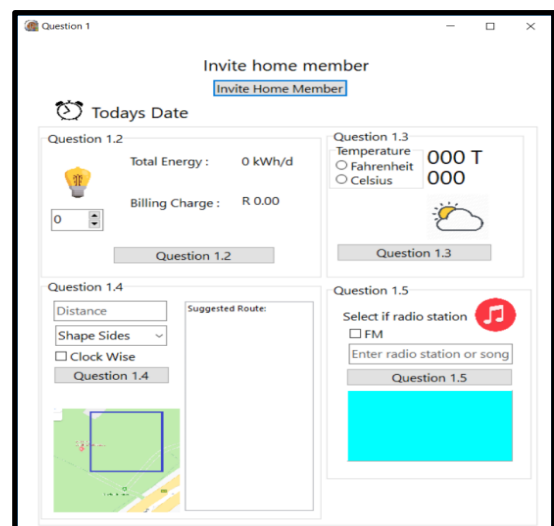 Question 1
Invite home member
Invite Home Member
Todays Date
Question 1.2
Total Energy : 0 kWh/d
Billing Charge : R 0.00
0
Question 1.2
Question 1.3
Temperature
Fahrenheit
Celsius
000 T
000
Question 1.3
Question 1.4
Distance
Shape Sides
Clock Wise
Question 1.4
Suggested Route:
Question 1.5
Select if radio station
FM
Enter radio station or song
Question 1.5